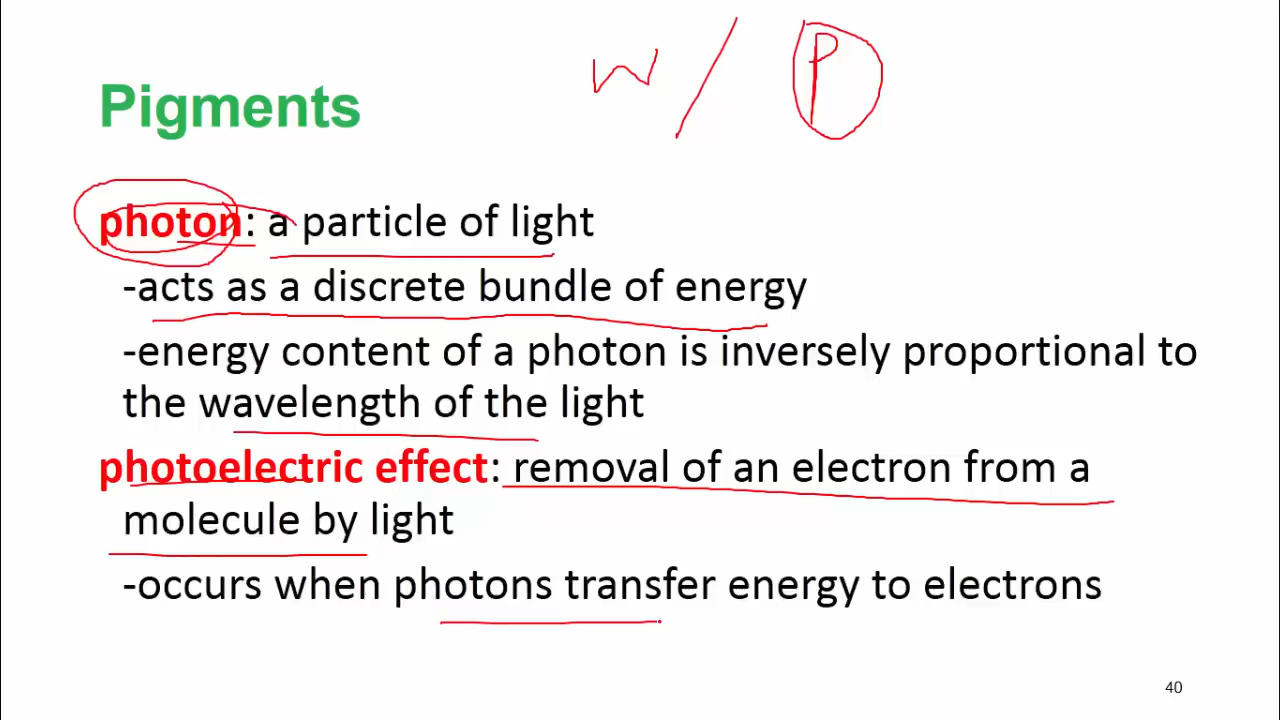 W / P
Pigments
photon: a particle of light
-acts as a discrete bundle of energy
-energy content of a photon is inversely proportional to
the wavelength of the light
photoelectric effect: removal of an electron from a
molecule by light
-occurs when photons transfer energy to electrons
40